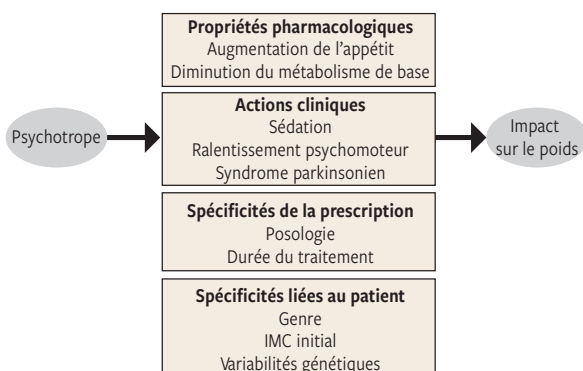 Propriétés pharmacologiques
Augmentation de l'appétit
Diminution du métabolisme de base
Psychotrope
Actions cliniques
Sédation
Ralentissement psychomoteur
Syndrome parkinsonien
Impact
sur le poids
Spécificités de la prescription
Posologie
Durée du traitement
Spécificités liées au patient
Genre
IMC initial
Variabilités génétiques